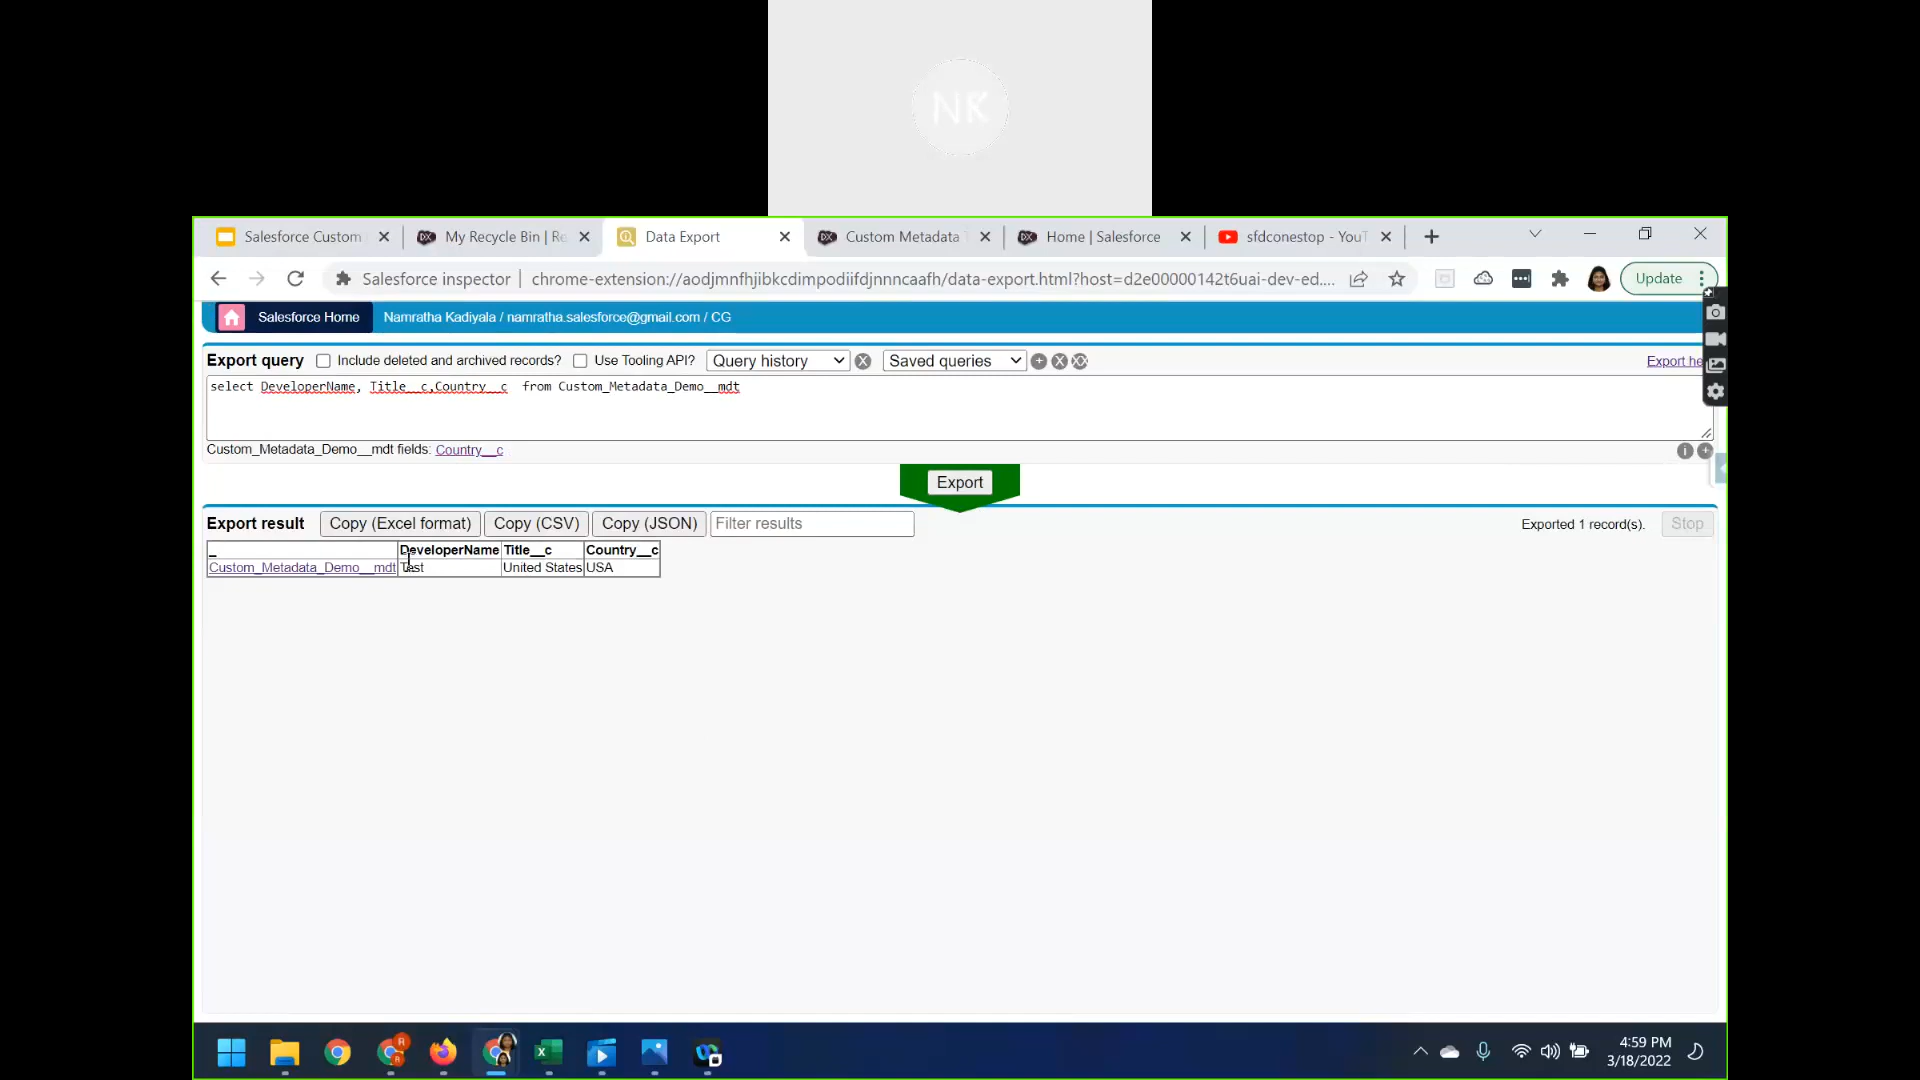 NK
Salesforce Custom
My Recycle Bin | Re
Data Export
Custom Metadata T
Home | Salesforce
sfdconestop - YouT
Salesforce inspector
chrome-extension://aodjmnfhjibkcdimpodiifdjnnncaafh/data-export.html?host=d2e00000142t6uai-dev-ed....
Update
Salesforce Home
Namratha Kadiyala / namratha.salesforce@gmail.com / CG
Export query
Include deleted and archived records?
Use Tooling API?
Query history
X
Saved queries
+
X
XX
Export he
select DeveloperName, Title__c,Country__c  from Custom_Metadata_Demo__mdt
Custom_Metadata_Demo__mdt fields: Country__c
i
+
Export
Export result
Copy (Excel format)
Copy (CSV)
Copy (JSON)
Filter results
Exported 1 record(s).
Stop
_ DeveloperName Title__c Country__c
Custom_Metadata_Demo__mdt Test United States USA
4:59 PM
3/18/2022